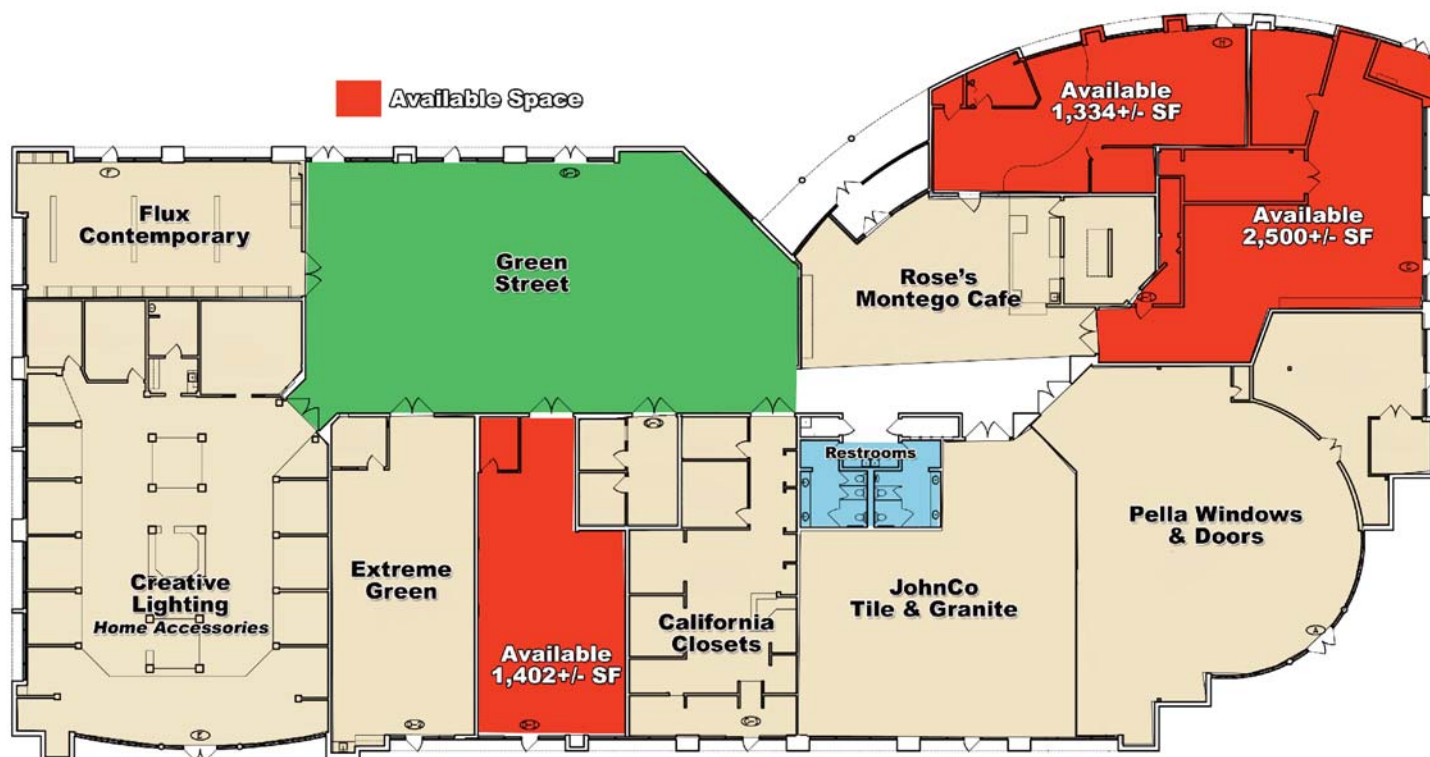 Available Space
Available
1,334+/- SF
Flux
Contemporary
Green
Street
Available
2,500+/- SF
Rose's
Montego Cafe
Restrooms
Pella Windows
& Doors
Extreme
Green
Creative
Lighting
Home Accessories
JohnCo
Tile & Granite
California
Closets
Available
1,402+/- SF